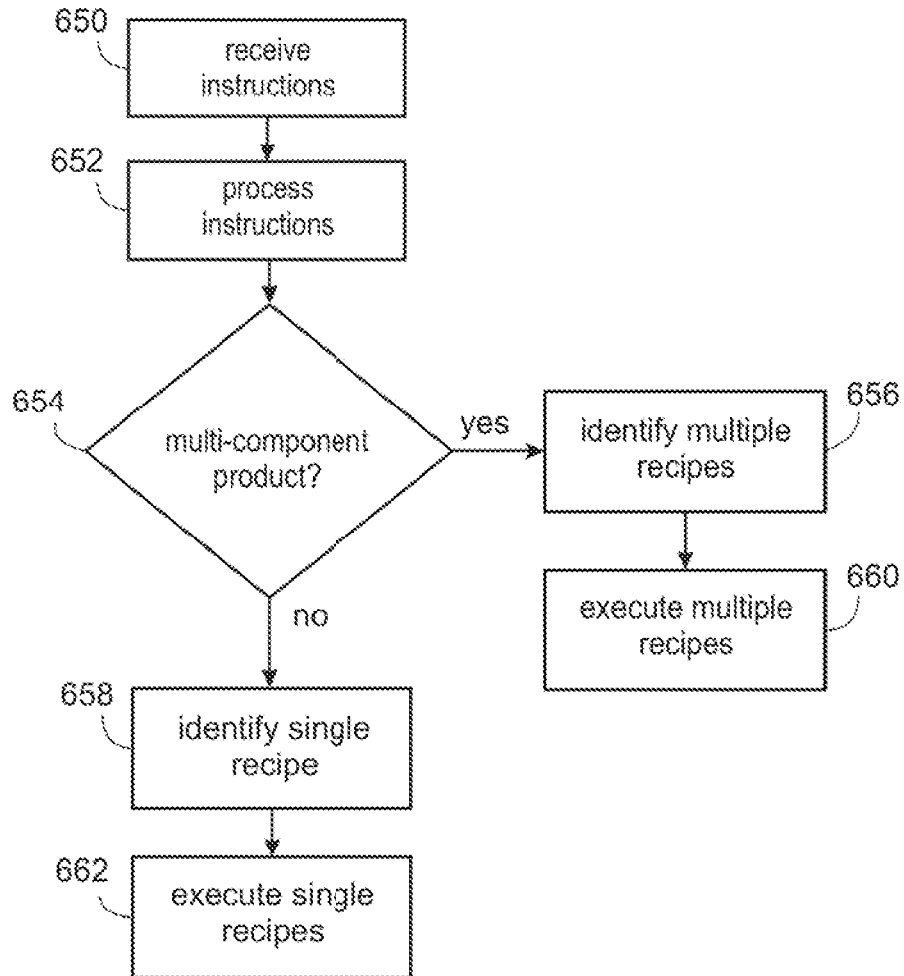 650
receive
instructions
652
process
instructions
654
multi-component
product?
yes
656
identify multiple
recipes
660
execute multiple
recipes
no
658
identify single
recipe
662
execute single
recipes